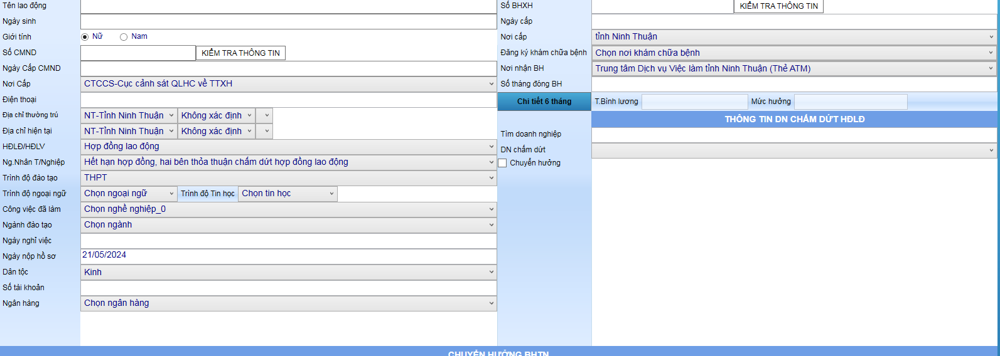 Tên lao động
Ngày sinh
Giới tính Nữ Nam
Số CMND KIỂM TRA THÔNG TIN
Ngày Cấp CMND
Nơi Cấp CTCCS-Cục cảnh sát QLHC về TTXH
Điện thoại
Địa chỉ thường trú NT-Tỉnh Ninh Thuận Không xác định
Địa chỉ hiện tại NT-Tỉnh Ninh Thuận Không xác định
HĐLĐ/HĐLV Hợp đồng lao động
Ng.Nhân T/Nghiệp Hết hạn hợp đồng, hai bên thỏa thuận chấm dứt hợp đồng lao động
Trình độ đào tạo THPT
Trình độ ngoại ngữ Chọn ngoại ngữ Trình độ Tin học Chọn tin học
Công việc đã làm Chọn nghề nghiệp_0
Ngành đào tạo Chọn ngành
Ngày nghỉ việc
Ngày nộp hồ sơ 21/05/2024
Dân tộc Kinh
Số tài khoản
Ngân hàng Chọn ngân hàng
Số BHXH KIỂM TRA THÔNG TIN
Ngày cấp
Nơi cấp tỉnh Ninh Thuận
Đăng ký khám chữa bệnh Chọn nơi khám chữa bệnh
Nơi nhận BH Trung tâm Dịch vụ Việc làm tỉnh Ninh Thuận (Thẻ ATM)
Số tháng đóng BH
Chi tiết 6 tháng T.Bình lương Mức hưởng
THÔNG TIN DN CHẤM DỨT HĐLĐ
Tìm doanh nghiệp
DN chấm dứt
Chuyển hưởng
CHUYỂN HƯỞNG BHTN